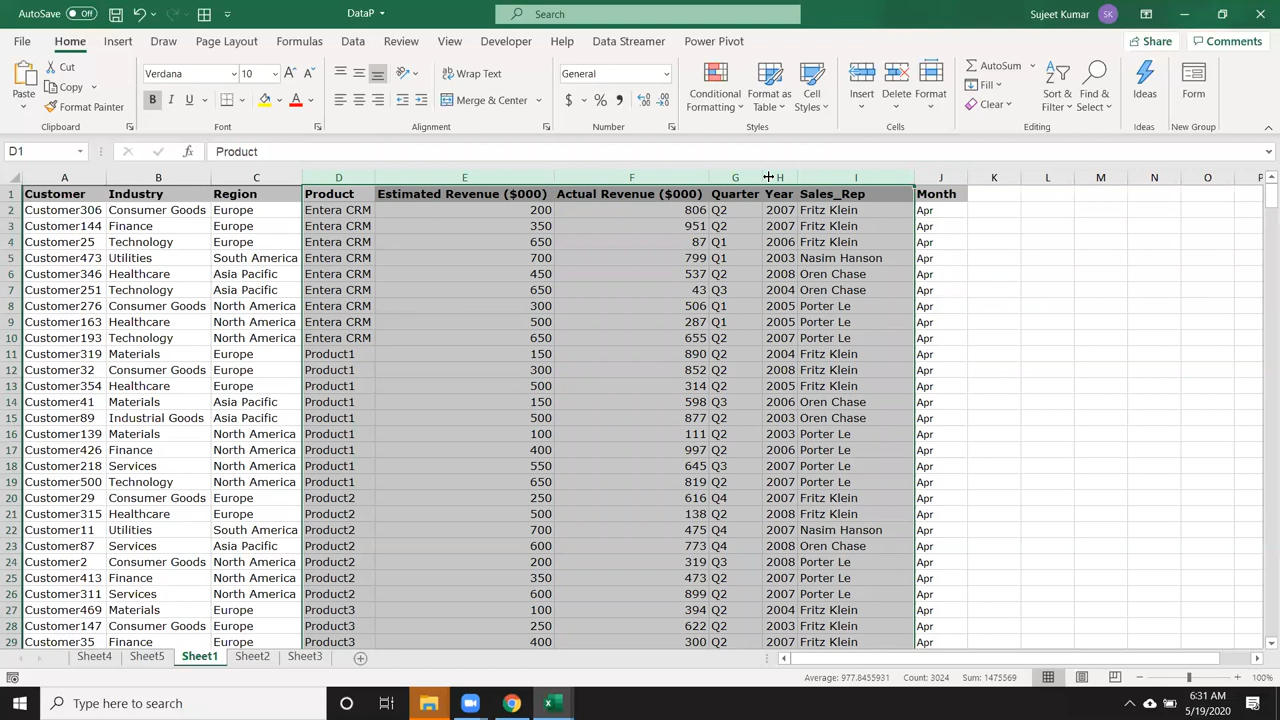 AutoSave Off DataP Search Sujeet Kumar SK
File Home Insert Draw Page Layout Formulas Data Review View Developer Help Data Streamer Power Pivot Share Comments
Paste Cut Copy Format Painter Clipboard
Verdana 10 B I U A Font
Wrap Text Merge & Center Alignment
General $ % , Number
Conditional Formatting Format as Table Cell Styles Styles
Insert Delete Format Cells
AutoSum Fill Clear Sort & Filter Find & Select Editing
Ideas Ideas
Form New Group
D1 fx Product
A B C D E F G H I J K L M N O P
1 Customer Industry Region Product Estimated Revenue ($000) Actual Revenue ($000) Quarter Year Sales_Rep Month
2 Customer306 Consumer Goods Europe Entera CRM 200 806 Q2 2007 Fritz Klein Apr
3 Customer144 Finance Europe Entera CRM 350 951 Q2 2007 Fritz Klein Apr
4 Customer25 Technology Europe Entera CRM 650 87 Q1 2006 Fritz Klein Apr
5 Customer473 Utilities South America Entera CRM 700 799 Q1 2003 Nasim Hanson Apr
6 Customer346 Healthcare Asia Pacific Entera CRM 450 537 Q2 2008 Oren Chase Apr
7 Customer251 Technology Asia Pacific Entera CRM 650 43 Q3 2004 Oren Chase Apr
8 Customer276 Consumer Goods North America Entera CRM 300 506 Q1 2005 Porter Le Apr
9 Customer163 Healthcare North America Entera CRM 500 287 Q1 2005 Porter Le Apr
10 Customer193 Technology North America Entera CRM 650 655 Q2 2007 Porter Le Apr
11 Customer319 Materials Europe Product1 150 890 Q2 2004 Fritz Klein Apr
12 Customer32 Consumer Goods Europe Product1 300 852 Q2 2008 Fritz Klein Apr
13 Customer354 Healthcare Europe Product1 500 314 Q2 2005 Fritz Klein Apr
14 Customer41 Materials Asia Pacific Product1 150 598 Q3 2006 Oren Chase Apr
15 Customer89 Industrial Goods Asia Pacific Product1 500 877 Q2 2003 Oren Chase Apr
16 Customer139 Materials North America Product1 100 111 Q2 2003 Porter Le Apr
17 Customer426 Finance North America Product1 400 997 Q2 2006 Porter Le Apr
18 Customer218 Services North America Product1 550 645 Q3 2007 Porter Le Apr
19 Customer500 Technology North America Product1 650 819 Q2 2007 Porter Le Apr
20 Customer29 Consumer Goods Europe Product2 250 616 Q4 2007 Fritz Klein Apr
21 Customer315 Healthcare Europe Product2 500 138 Q2 2008 Fritz Klein Apr
22 Customer11 Utilities South America Product2 700 475 Q4 2007 Nasim Hanson Apr
23 Customer87 Services Asia Pacific Product2 600 773 Q4 2008 Oren Chase Apr
24 Customer2 Consumer Goods North America Product2 200 319 Q3 2008 Porter Le Apr
25 Customer413 Finance North America Product2 350 473 Q2 2007 Porter Le Apr
26 Customer311 Services North America Product2 600 899 Q2 2007 Porter Le Apr
27 Customer469 Materials Europe Product3 100 394 Q2 2004 Fritz Klein Apr
28 Customer147 Consumer Goods Europe Product3 250 622 Q2 2003 Fritz Klein Apr
29 Customer35 Finance Europe Product3 400 300 Q2 2007 Fritz Klein Apr
Sheet4 Sheet5 Sheet1 Sheet2 Sheet3
Average: 977.8455931 Count: 3024 Sum: 1475569 100%
Type here to search 6:31 AM
5/19/2020